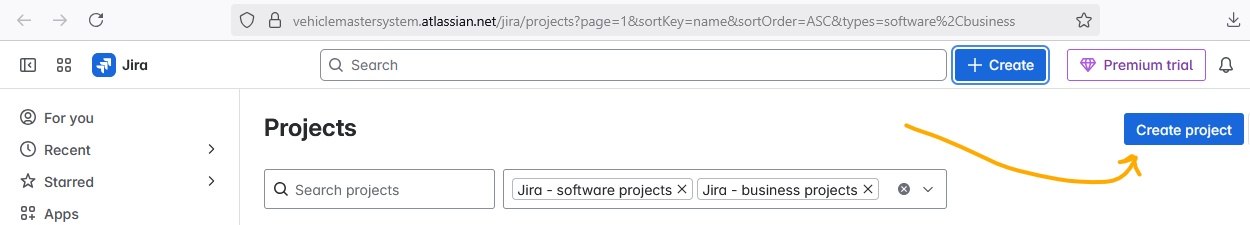 vehiclemastersystem.atlassian.net/jira/projects?page=1&sortKey=name&sortOrder=ASC&types=software%2Cbusiness
Jira
Search
+ Create
Premium trial
For you
Recent
Starred
Apps
Projects
Create project
Search projects
Jira - software projects
Jira - business projects